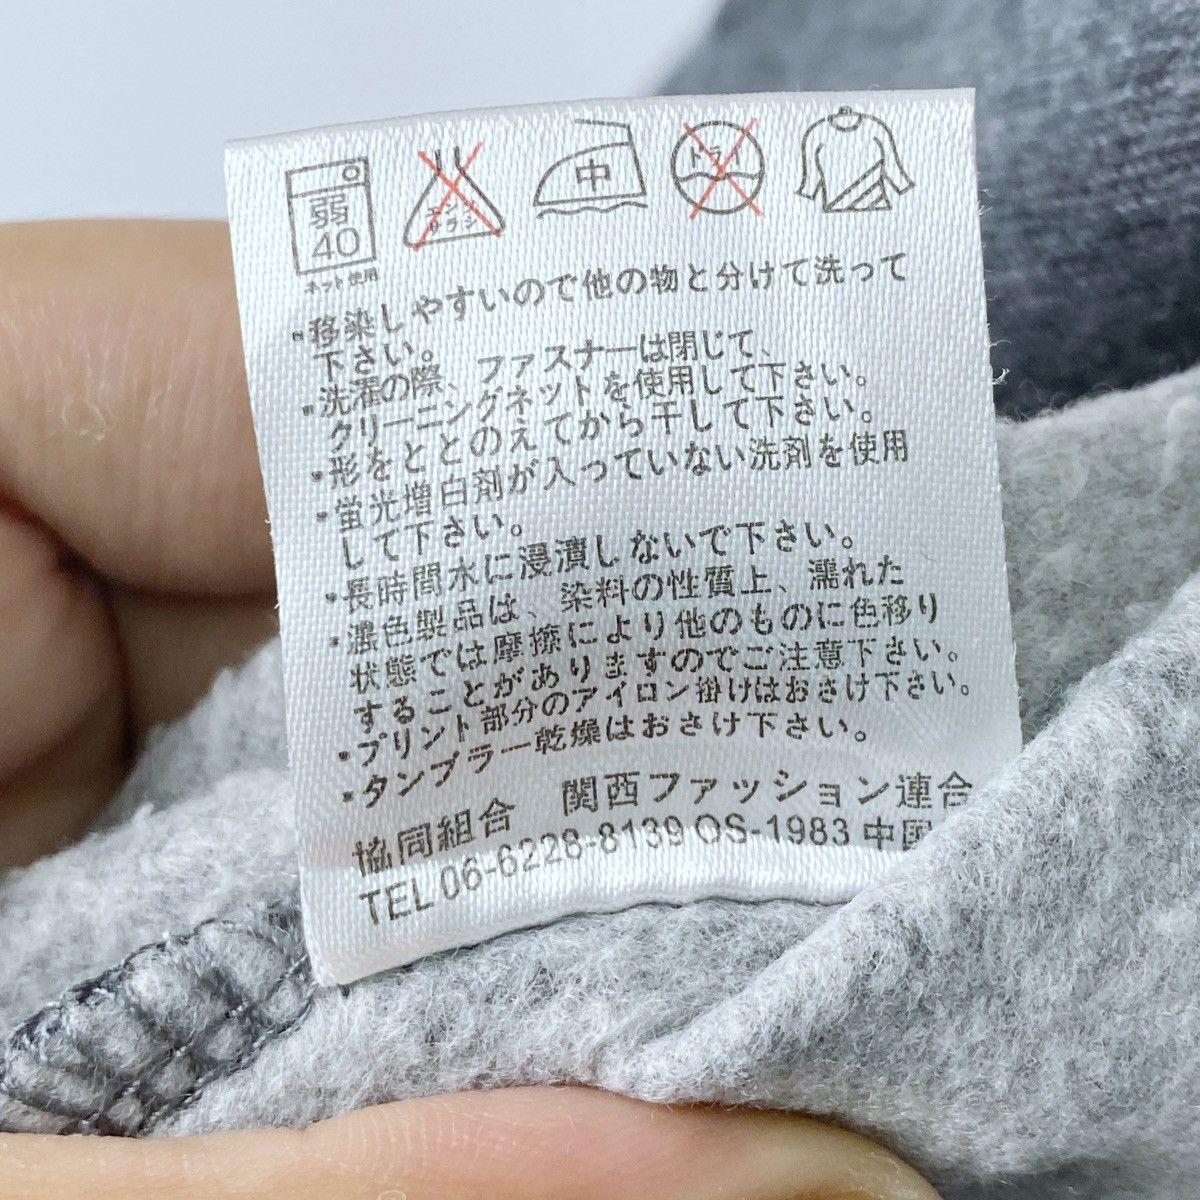 弱
40
ネット使用
エンソ
サラシ
中
ドライ
・移染しやすいので他の物と分けて洗って
下さい。
・洗濯の際、ファスナーは閉じて、
クリーニングネットを使用して下さい。
・形をととのえてから干して下さい。
・蛍光増白剤が入っていない洗剤を使用
して下さい。
・長時間水に浸漬しないで下さい。
・濃色製品は、染料の性質上、濡れた
状態では摩擦により他のものに色移り
することがありますのでご注意下さい。
・プリント部分のアイロン掛けはおさけ下さい。
・タンブラー乾燥はおさけ下さい。
協同組合 関西ファッション連合
TEL 06-6228-8139 OS-1983 中国